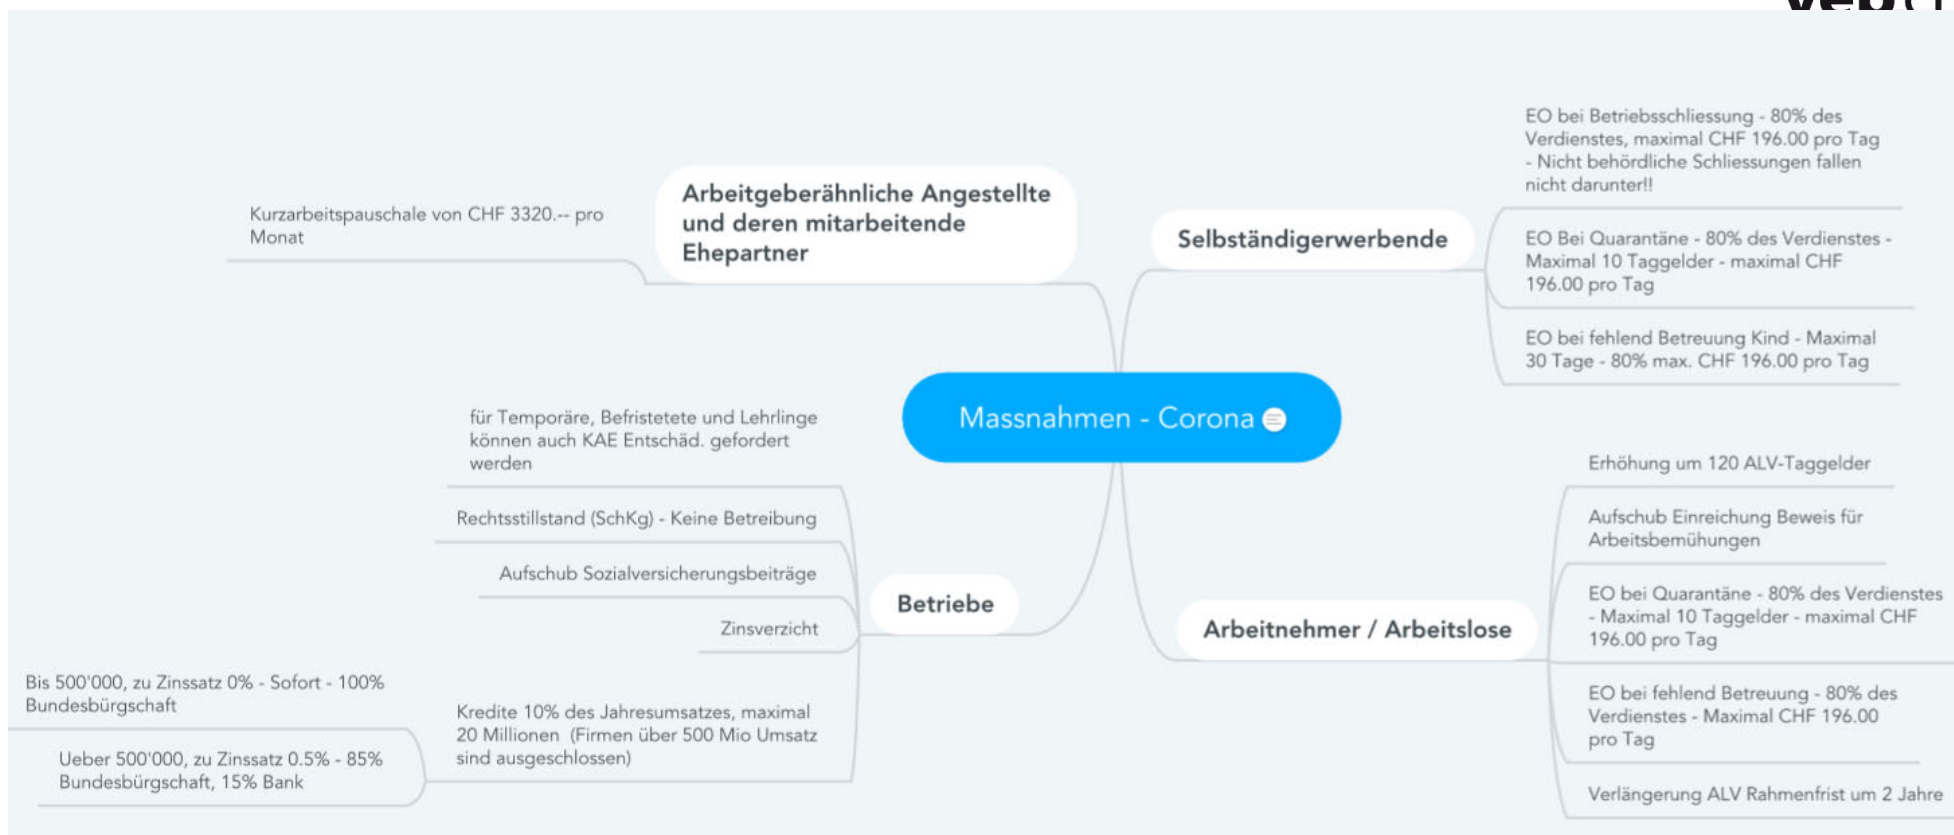 Massnahmen - Corona
Arbeitgeberähnliche Angestellte
und deren mitarbeitende
Ehepartner
Kurzarbeitspauschale von CHF 3320.-- pro
Monat
Selbständigerwerbende
EO bei Betriebsschliessung - 80% des
Verdienstes, maximal CHF 196.00 pro Tag
- Nicht behördliche Schliessungen fallen
nicht darunter!!
EO Bei Quarantäne - 80% des Verdienstes -
Maximal 10 Taggelder - maximal CHF
196.00 pro Tag
EO bei fehlend Betreuung Kind - Maximal
30 Tage - 80% max. CHF 196.00 pro Tag
Betriebe
für Temporäre, Befristetete und Lehrlinge
können auch KAE Entschäd. gefordert
werden
Rechtsstillstand (SchKg) - Keine Betreibung
Aufschub Sozialversicherungsbeiträge
Zinsverzicht
Kredite 10% des Jahresumsatzes, maximal
20 Millionen (Firmen über 500 Mio Umsatz
sind ausgeschlossen)
Bis 500'000, zu Zinssatz 0% - Sofort - 100%
Bundesbürgschaft
Ueber 500'000, zu Zinssatz 0.5% - 85%
Bundesbürgschaft, 15% Bank
Arbeitnehmer / Arbeitslose
Erhöhung um 120 ALV-Taggelder
Aufschub Einreichung Beweis für
Arbeitsbemühungen
EO bei Quarantäne - 80% des Verdienstes
- Maximal 10 Taggelder - maximal CHF
196.00 pro Tag
EO bei fehlend Betreuung - 80% des
Verdienstes - Maximal CHF 196.00
pro Tag
Verlängerung ALV Rahmenfrist um 2 Jahre